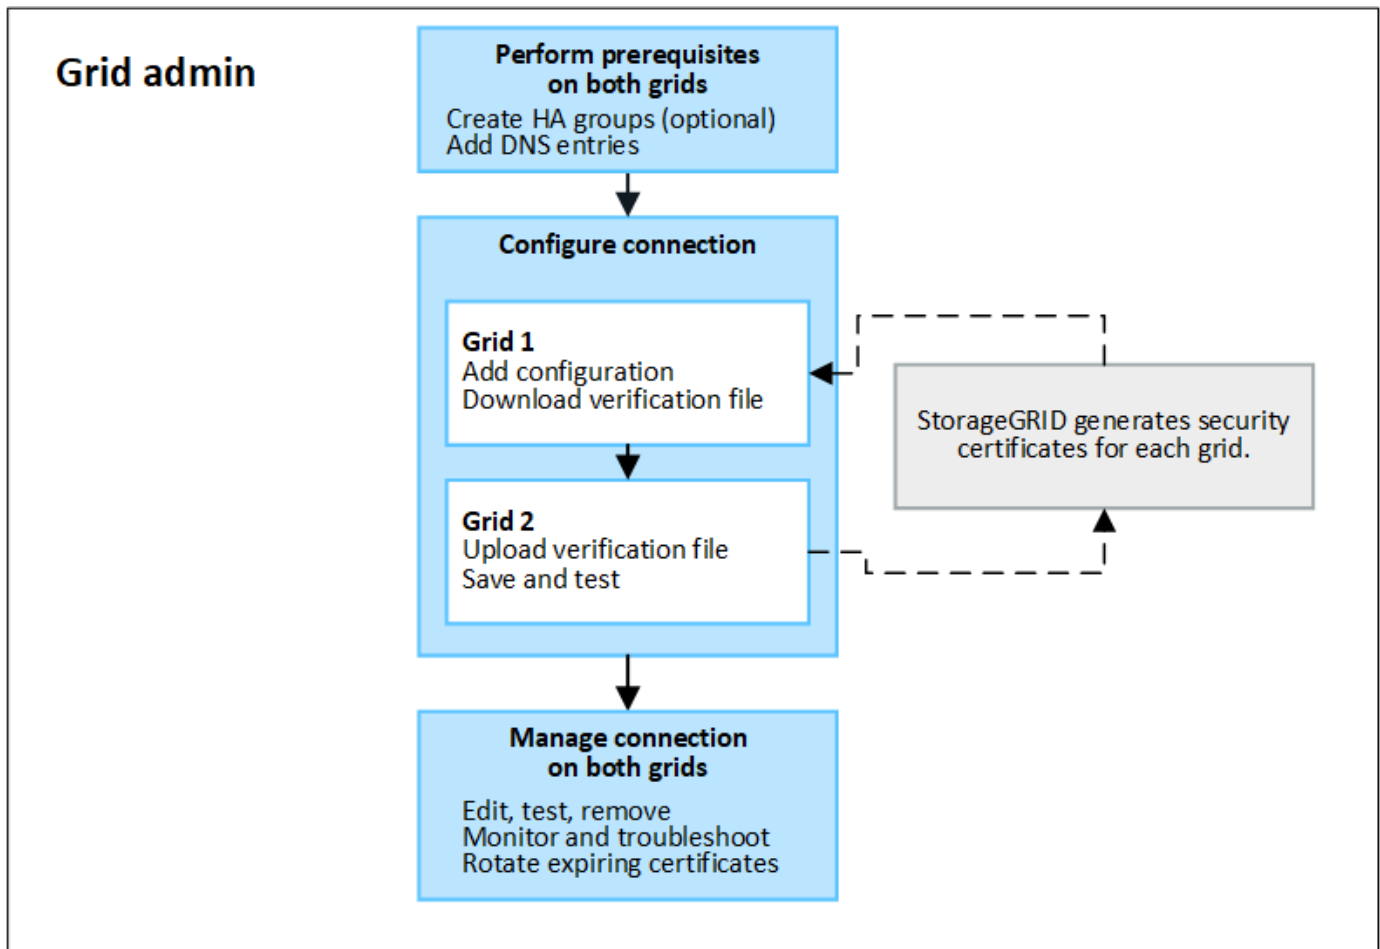 Grid admin
Perform prerequisites
on both grids
Create HA groups (optional)
Add DNS entries
Configure connection
Grid 1
Add configuration
Download verification file
StorageGRID generates security
certificates for each grid.
Grid 2
Upload verification file
Save and test
Manage connection
on both grids
Edit, test, remove
Monitor and troubleshoot
Rotate expiring certificates